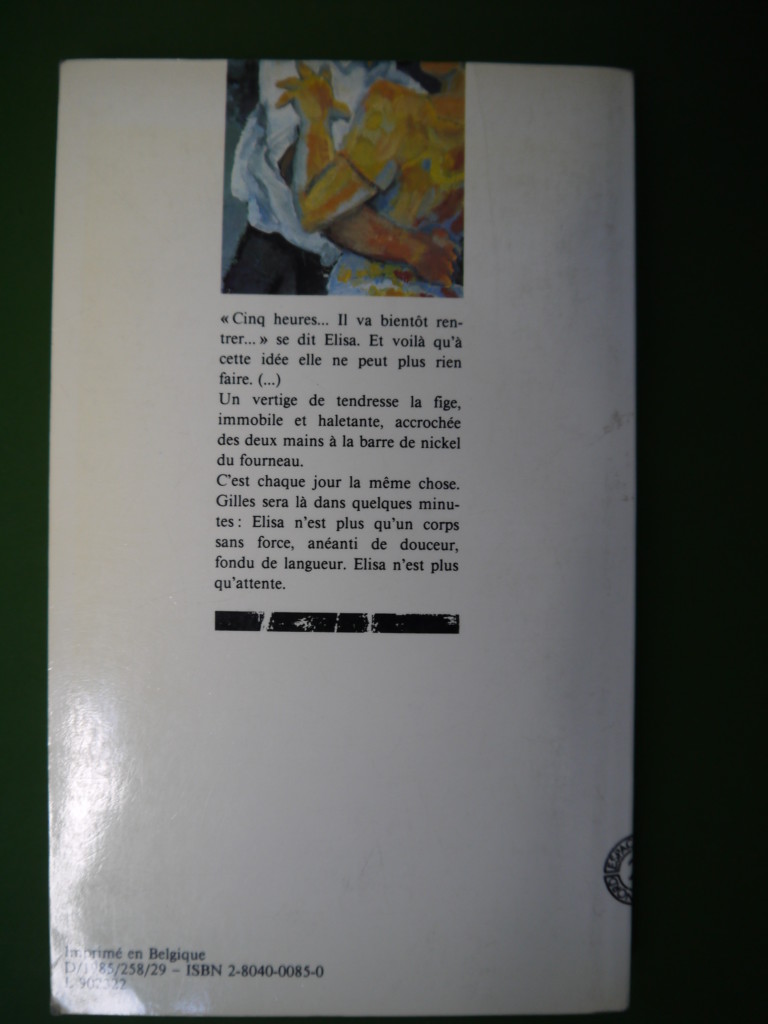 « Cinq heures... Il va bientôt ren-
trer... » se dit Elisa. Et voilà qu'à
cette idée elle ne peut plus rien
faire. (...)
Un vertige de tendresse la fige,
immobile et haletante, accrochée
des deux mains à la barre de nickel
du fourneau.
C'est chaque jour la même chose.
Gilles sera là dans quelques minu-
tes : Elisa n'est plus qu'un corps
sans force, anéanti de douceur,
fondu de langueur. Elisa n'est plus
qu'attente.
Imprimé en Belgique
D/1985/258/29 – ISBN 2-8040-0085-0